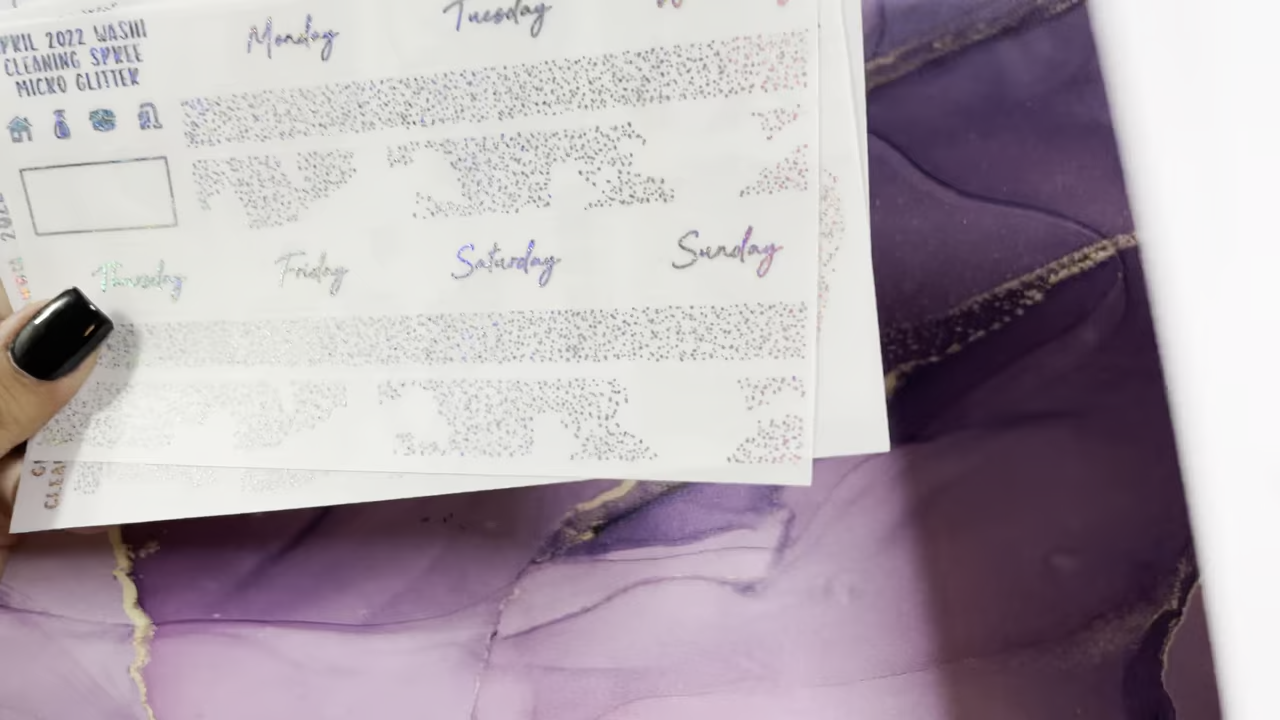 PRIL 2022 WASHI
CLEANING SPREE
MICRO GLITTER
Monday
Tuesday
W
Thursday
Friday
Saturday
Sunday